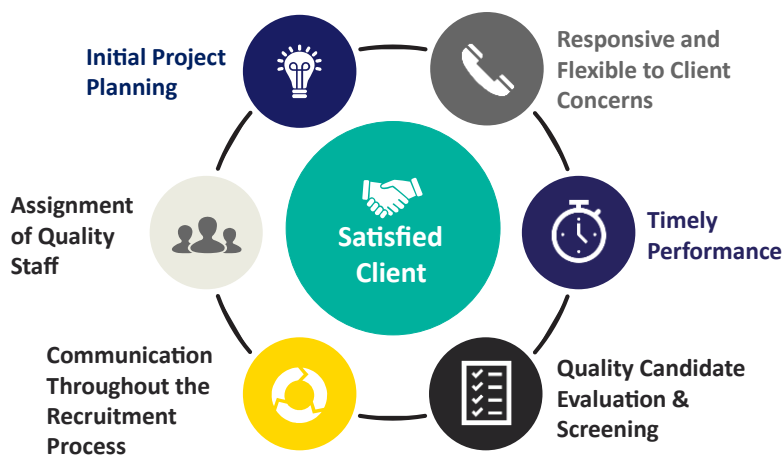 Initial Project
Planning
Responsive and
Flexible to Client
Concerns
Assignment
of Quality
Staff
Satisfied
Client
Timely
Performance
Communication
Throughout the
Recruitment
Process
Quality Candidate
Evaluation &
Screening